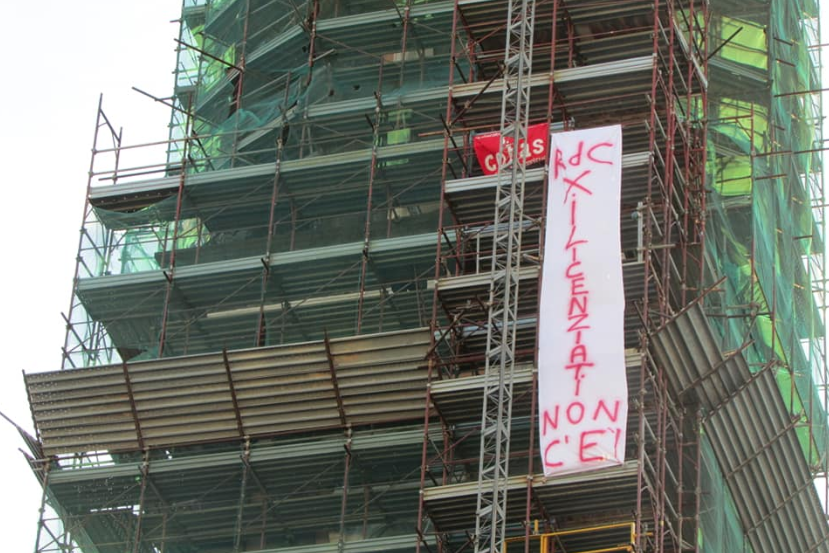 cobas
RdC
X i LICENZIATI
NON
C'E'!